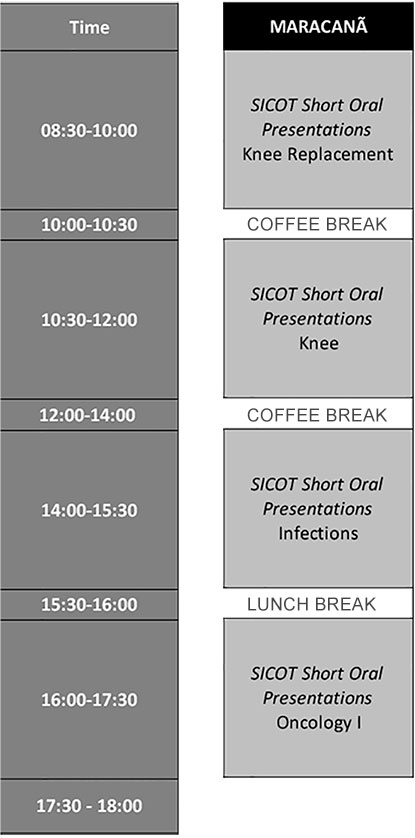 Time
MARACANÃ
08:30-10:00
SICOT Short Oral
Presentations
Knee Replacement
10:00-10:30
COFFEE BREAK
10:30-12:00
SICOT Short Oral
Presentations
Knee
12:00-14:00
COFFEE BREAK
14:00-15:30
SICOT Short Oral
Presentations
Infections
15:30-16:00
LUNCH BREAK
16:00-17:30
SICOT Short Oral
Presentations
Oncology I
17:30 - 18:00